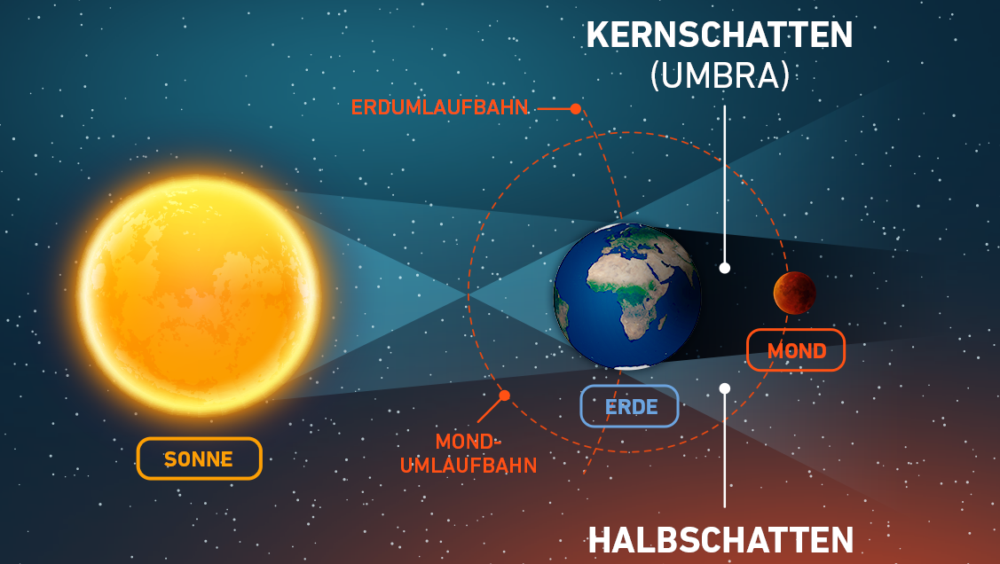 KERNSCHATTEN
(UMBRA)
ERDUMLAUFBAHN
MOND
ERDE
MOND-
UMLAUFBAHN
SONNE
HALBSCHATTEN